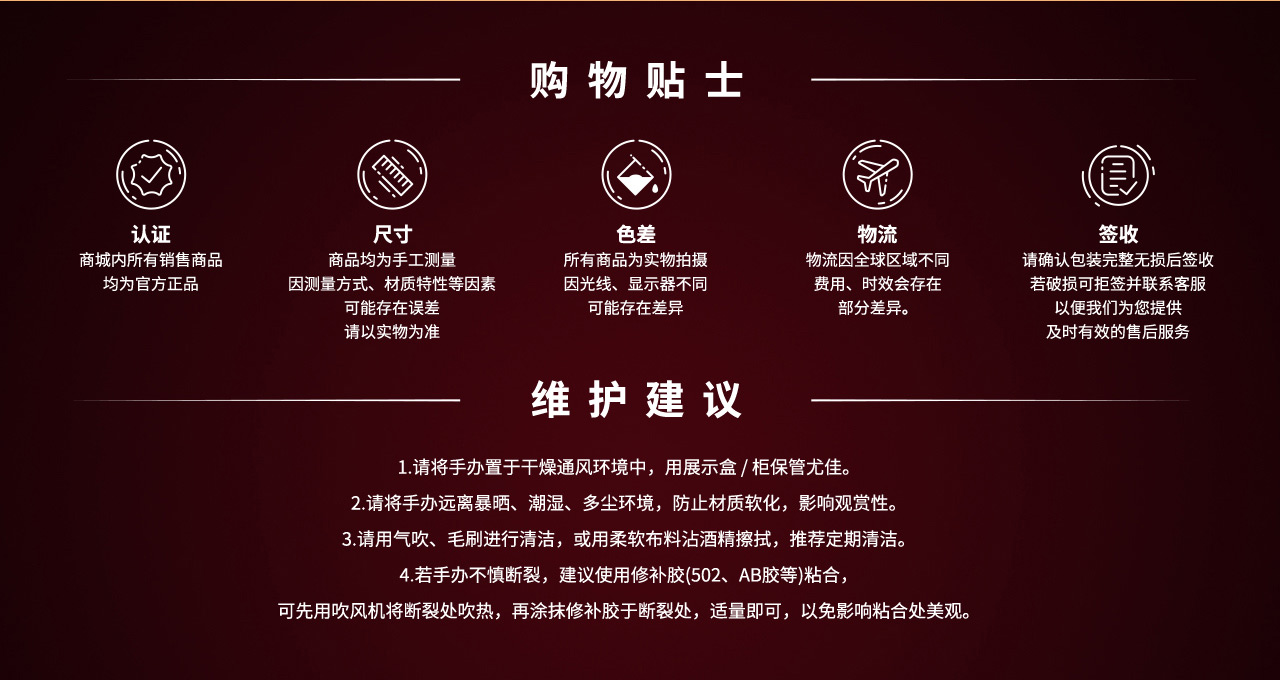 购物贴士
认证
商城内所有销售商品
均为官方正品
尺寸
商品均为手工测量
因测量方式、材质特性等因素
可能存在误差
请以实物为准
色差
所有商品为实物拍摄
因光线、显示器不同
可能存在差异
物流
物流因全球区域不同
费用、时效会存在
部分差异。
签收
请确认包装完整无损后签收
若破损可拒签并联系客服
以便我们为您提供
及时有效的售后服务
维护建议
1.请将手办置于干燥通风环境中，用展示盒 / 柜保管尤佳。
2.请将手办远离暴晒、潮湿、多尘环境，防止材质软化，影响观赏性。
3.请用气吹、毛刷进行清洁，或用柔软布料沾酒精擦拭，推荐定期清洁。
4.若手办不慎断裂，建议使用修补胶(502、AB胶等)粘合，
可先用吹风机将断裂处吹热，再涂抹修补胶于断裂处，适量即可，以免影响粘合处美观。